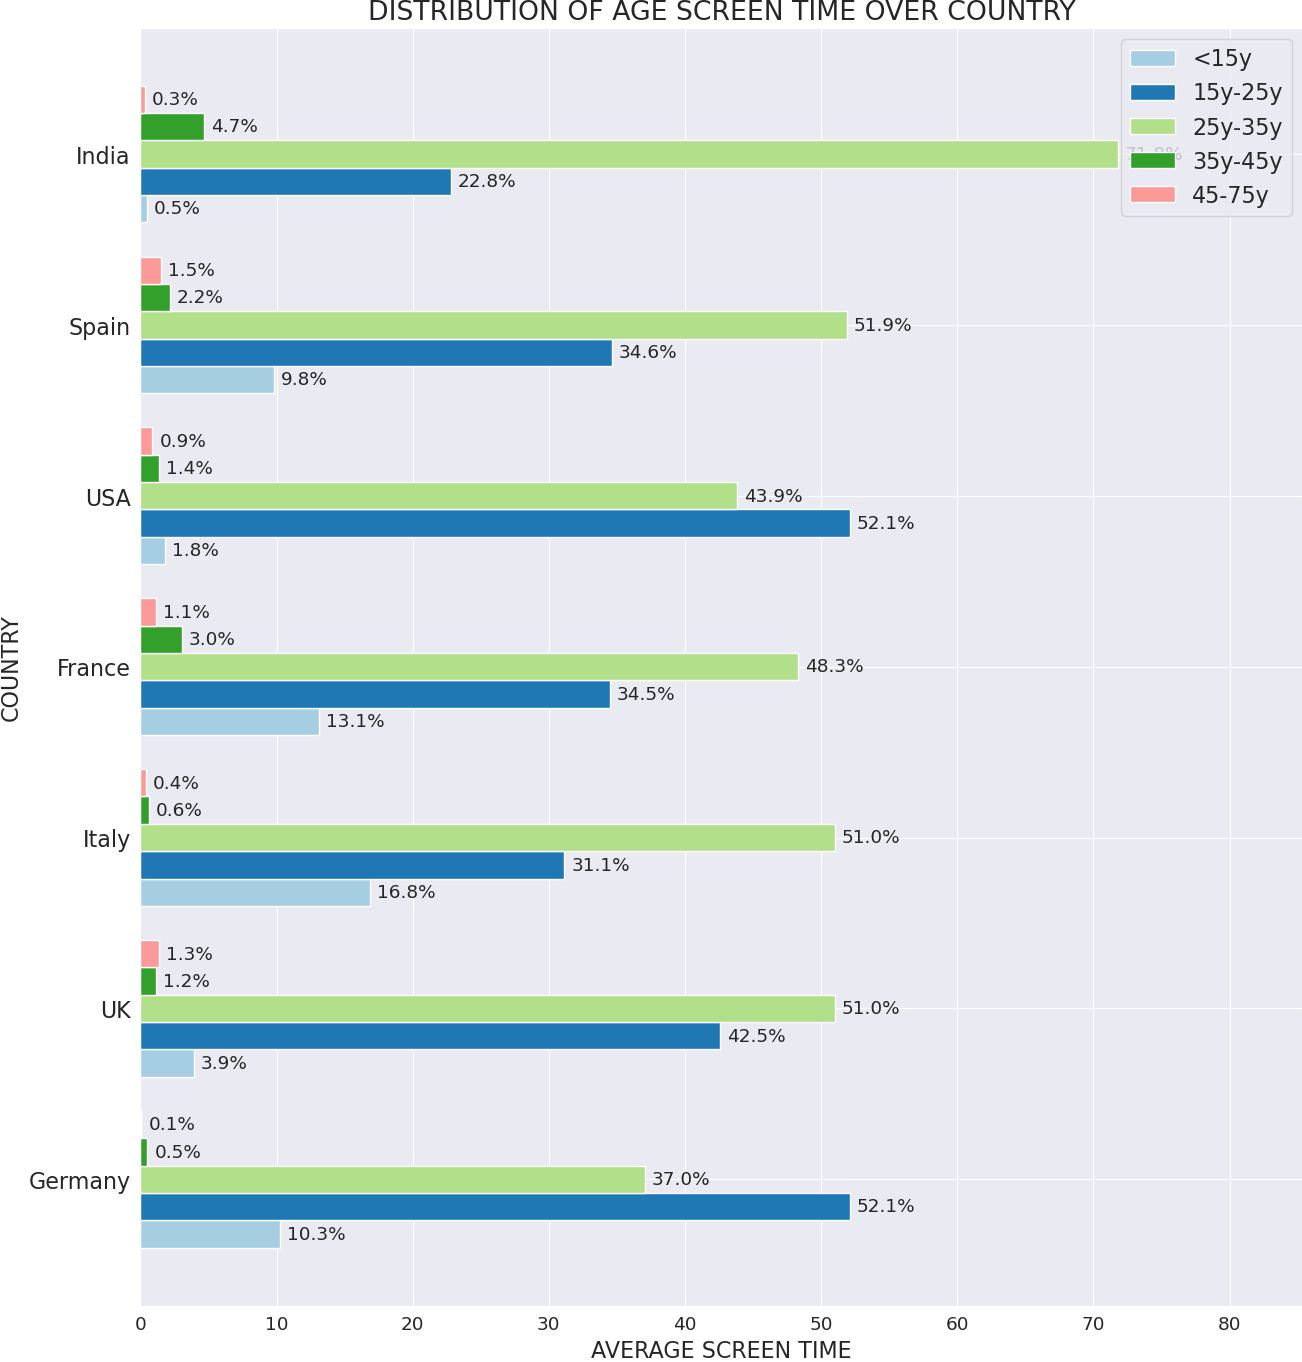 DISTRIBUTION OF AGE SCREEN TIME OVER COUNTRY
<15y
15y-25y
25y-35y
35y-45y
45-75y
COUNTRY
India
0.3%
4.7%
71.8%
22.8%
0.5%
Spain
1.5%
2.2%
51.9%
34.6%
9.8%
USA
0.9%
1.4%
43.9%
52.1%
1.8%
France
1.1%
3.0%
48.3%
34.5%
13.1%
Italy
0.4%
0.6%
51.0%
31.1%
16.8%
UK
1.3%
1.2%
51.0%
42.5%
3.9%
Germany
0.1%
0.5%
37.0%
52.1%
10.3%
0 10 20 30 40 50 60 70 80
AVERAGE SCREEN TIME